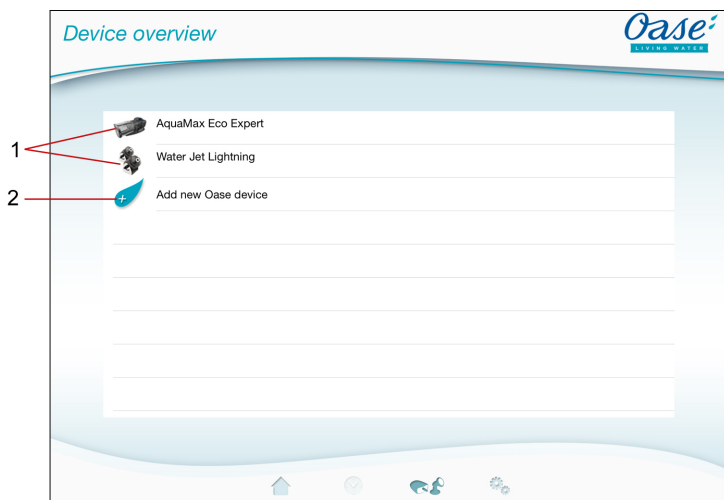 Device overview
Oase
LIVING WATER
1
AquaMax Eco Expert
Water Jet Lightning
2
Add new Oase device